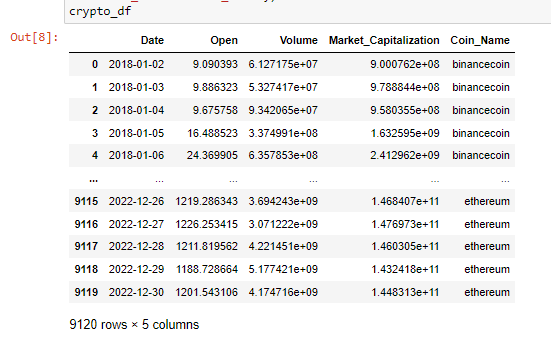 crypto_df
Out[8]:
Date Open Volume Market_Capitalization Coin_Name
0 2018-01-02 9.090393 6.127175e+07 9.000762e+08 binancecoin
1 2018-01-03 9.886323 5.327417e+07 9.788844e+08 binancecoin
2 2018-01-04 9.675758 9.342065e+07 9.580355e+08 binancecoin
3 2018-01-05 16.488523 3.374991e+08 1.632595e+09 binancecoin
4 2018-01-06 24.369905 6.357853e+08 2.412962e+09 binancecoin
... ... ... ... ... ...
9115 2022-12-26 1219.286343 3.694243e+09 1.468407e+11 ethereum
9116 2022-12-27 1226.253415 3.071222e+09 1.476973e+11 ethereum
9117 2022-12-28 1211.819562 4.221451e+09 1.460305e+11 ethereum
9118 2022-12-29 1188.728664 5.177421e+09 1.432418e+11 ethereum
9119 2022-12-30 1201.543106 4.174716e+09 1.448313e+11 ethereum
9120 rows × 5 columns